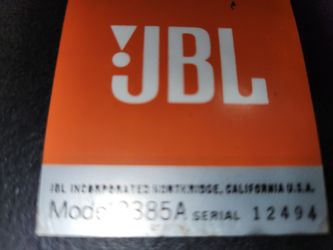 JBL
JBL INCORPORATED NORTHRIDGE, CALIFORNIA U.S.A.
Model 2385A SERIAL 12494